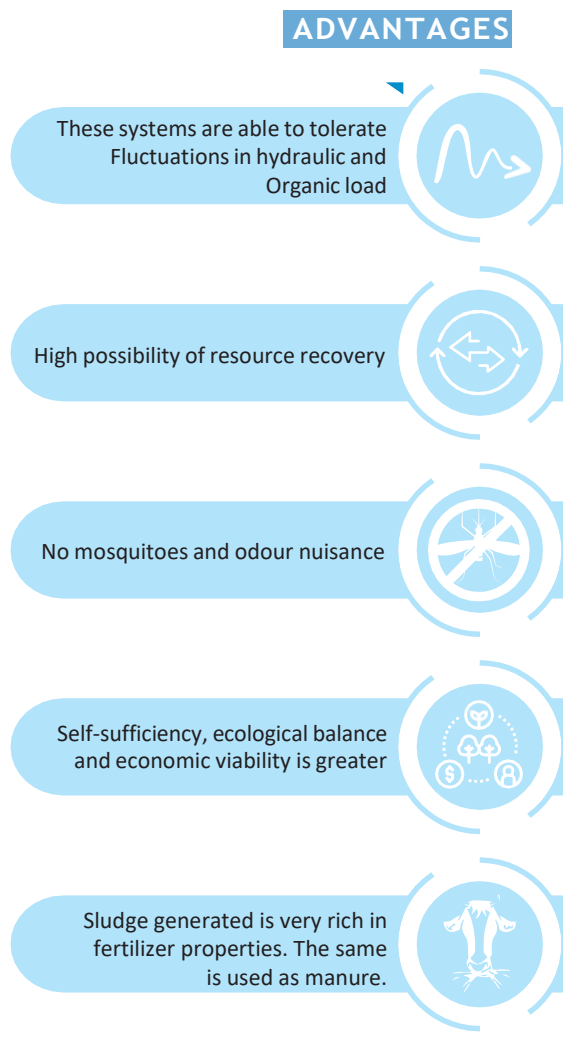 ADVANTAGES
These systems are able to tolerate
Fluctuations in hydraulic and
Organic load
High possibility of resource recovery
No mosquitoes and odour nuisance
Self-sufficiency, ecological balance
and economic viability is greater
Sludge generated is very rich in
fertilizer properties. The same
is used as manure.